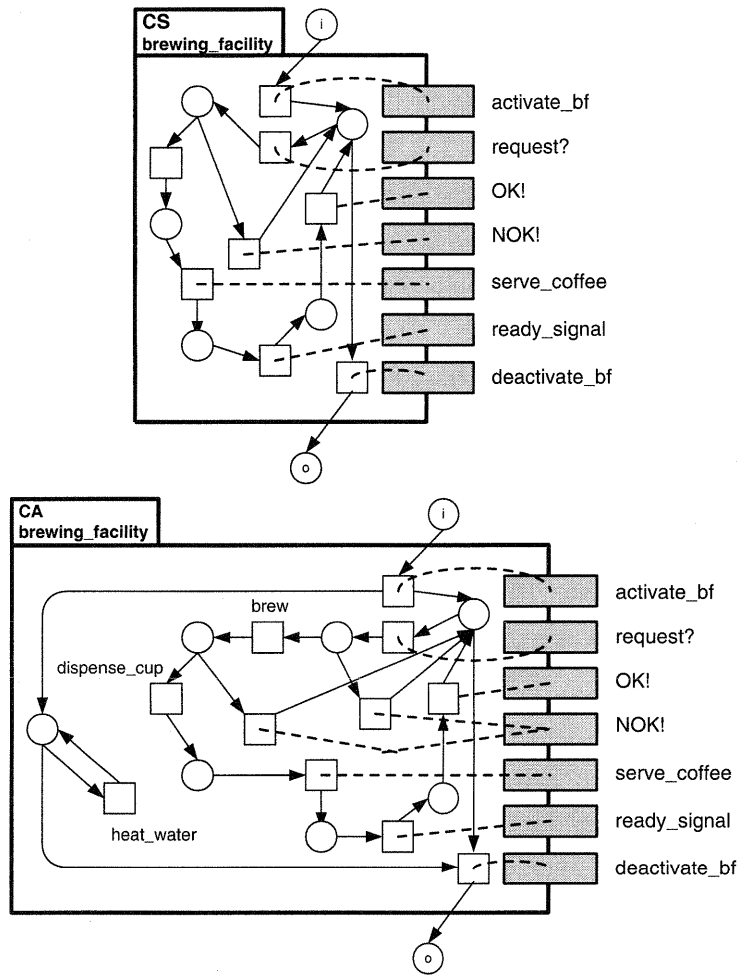 CS
brewing_facility
i
activate_bf
request?
OK!
NOK!
serve_coffee
ready_signal
deactivate_bf
o
CA
brewing_facility
i
activate_bf
brew
request?
dispense_cup
OK!
NOK!
serve_coffee
ready_signal
heat_water
deactivate_bf
o